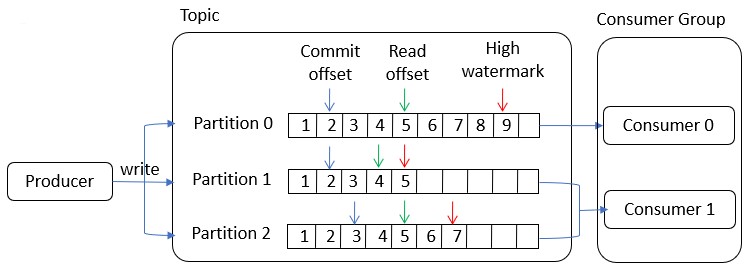 Topic
Consumer Group
Commit offset
Read offset
High watermark
Partition 0
1 2 3 4 5 6 7 8 9
Consumer 0
Producer
write
Partition 1
1 2 3 4 5
Consumer 1
Partition 2
1 2 3 4 5 6 7